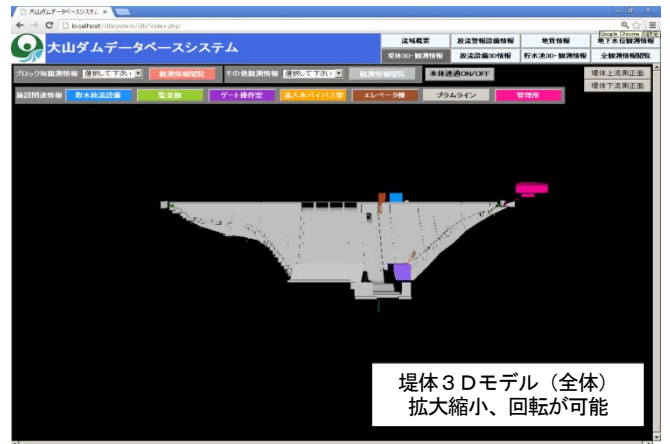 大山ダムデータベースシステム
localhost/dbsystem/db/index.php
Google Chrome の設定
大山ダムデータベースシステム
流域概要
放流警報設備情報
地質情報
地下水位観測情報
堤体3D・観測情報
放流設備3D情報
貯水池3D・観測情報
全観測情報閲覧
ブロック毎観測情報
選択して下さい
観測情報閲覧
その他観測情報
選択して下さい
観測情報閲覧
本体透過ON/OFF
堤体上流側正面
堤体下流側正面
施設関連情報
取水放流設備
監査廊
ゲート操作室
流入水バイパス管
エレベータ棟
プラムライン
管理所
堤体3Dモデル(全体)
拡大縮小、回転が可能